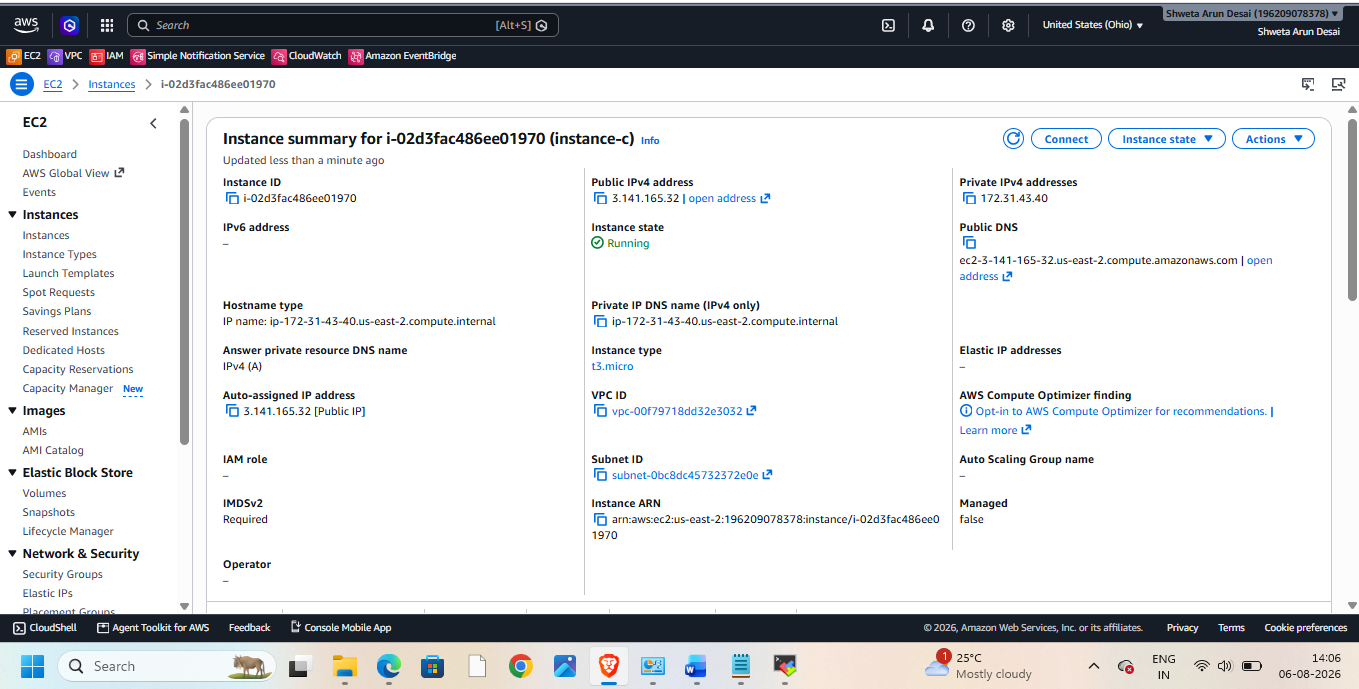 aws
Search
[Alt+S]
United States (Ohio)
Shweta Arun Desai (196209078378)
Shweta Arun Desai
EC2
VPC
IAM
Simple Notification Service
CloudWatch
Amazon EventBridge
EC2
Instances
i-02d3fac486ee01970
EC2
Dashboard
AWS Global View
Events
Instances
Instances
Instance Types
Launch Templates
Spot Requests
Savings Plans
Reserved Instances
Dedicated Hosts
Capacity Reservations
Capacity Manager New
Images
AMIs
AMI Catalog
Elastic Block Store
Volumes
Snapshots
Lifecycle Manager
Network & Security
Security Groups
Elastic IPs
Placement Groups
Instance summary for i-02d3fac486ee01970 (instance-c) Info
Updated less than a minute ago
Connect
Instance state
Actions
Instance ID
i-02d3fac486ee01970
Public IPv4 address
3.141.165.32 | open address
Private IPv4 addresses
172.31.43.40
IPv6 address
–
Instance state
Running
Public DNS
ec2-3-141-165-32.us-east-2.compute.amazonaws.com | open
address
Hostname type
IP name: ip-172-31-43-40.us-east-2.compute.internal
Private IP DNS name (IPv4 only)
ip-172-31-43-40.us-east-2.compute.internal
Answer private resource DNS name
IPv4 (A)
Instance type
t3.micro
Elastic IP addresses
–
Auto-assigned IP address
3.141.165.32 [Public IP]
VPC ID
vpc-00f79718dd32e3032
AWS Compute Optimizer finding
Opt-in to AWS Compute Optimizer for recommendations. |
Learn more
IAM role
–
Subnet ID
subnet-0bc8dc45732372e0e
Auto Scaling Group name
–
IMDSv2
Required
Instance ARN
arn:aws:ec2:us-east-2:196209078378:instance/i-02d3fac486ee0
1970
Managed
false
Operator
–
CloudShell
Agent Toolkit for AWS
Feedback
Console Mobile App
© 2026, Amazon Web Services, Inc. or its affiliates.
Privacy
Terms
Cookie preferences
Search
1
25°C
Mostly cloudy
ENG
IN
14:06
06-08-2026